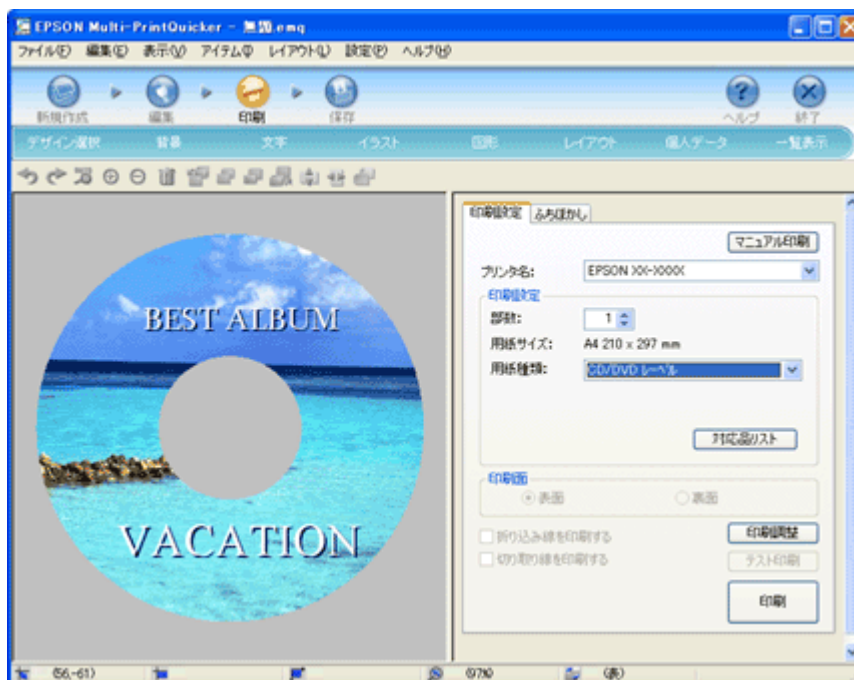 EPSON Multi-PrintQuicker - 無題.emq
ファイル(F) 編集(E) 表示(V) アイテム(I) レイアウト(L) 設定(P) ヘルプ(H)
新規作成 編集 印刷 保存 ヘルプ 終了
デザイン選択 背景 文字 イラスト 図形 レイアウト 個人データ 一覧表示
印刷設定 ふちぼかし
マニュアル印刷
プリンタ名: EPSON XX-XXXX
印刷設定
部数: 1
用紙サイズ: A4 210 x 297 mm
用紙種類: CD/DVD レーベル
対応品リスト
印刷面
表面 裏面
折り込み線を印刷する 印刷調整
切り取り線を印刷する テスト印刷
印刷
BEST ALBUM
VACATION
(56,-61) (97%) (表)